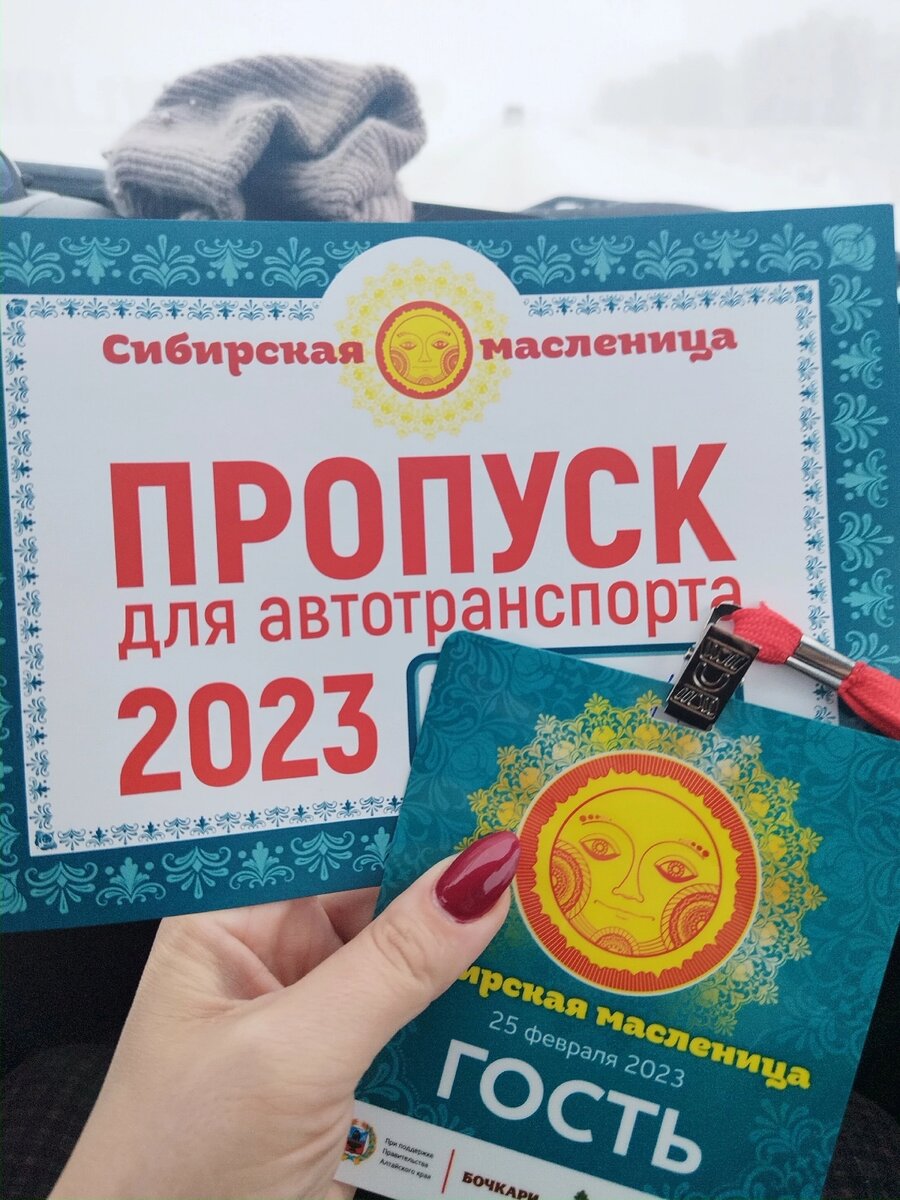 Сибирская масленица
ПРОПУСК
для автотранспорта
2023
ирская масленица
25 февраля 2023
ГОСТЬ
При поддержке
Правительства
Алтайского края
БОЧКАРИ